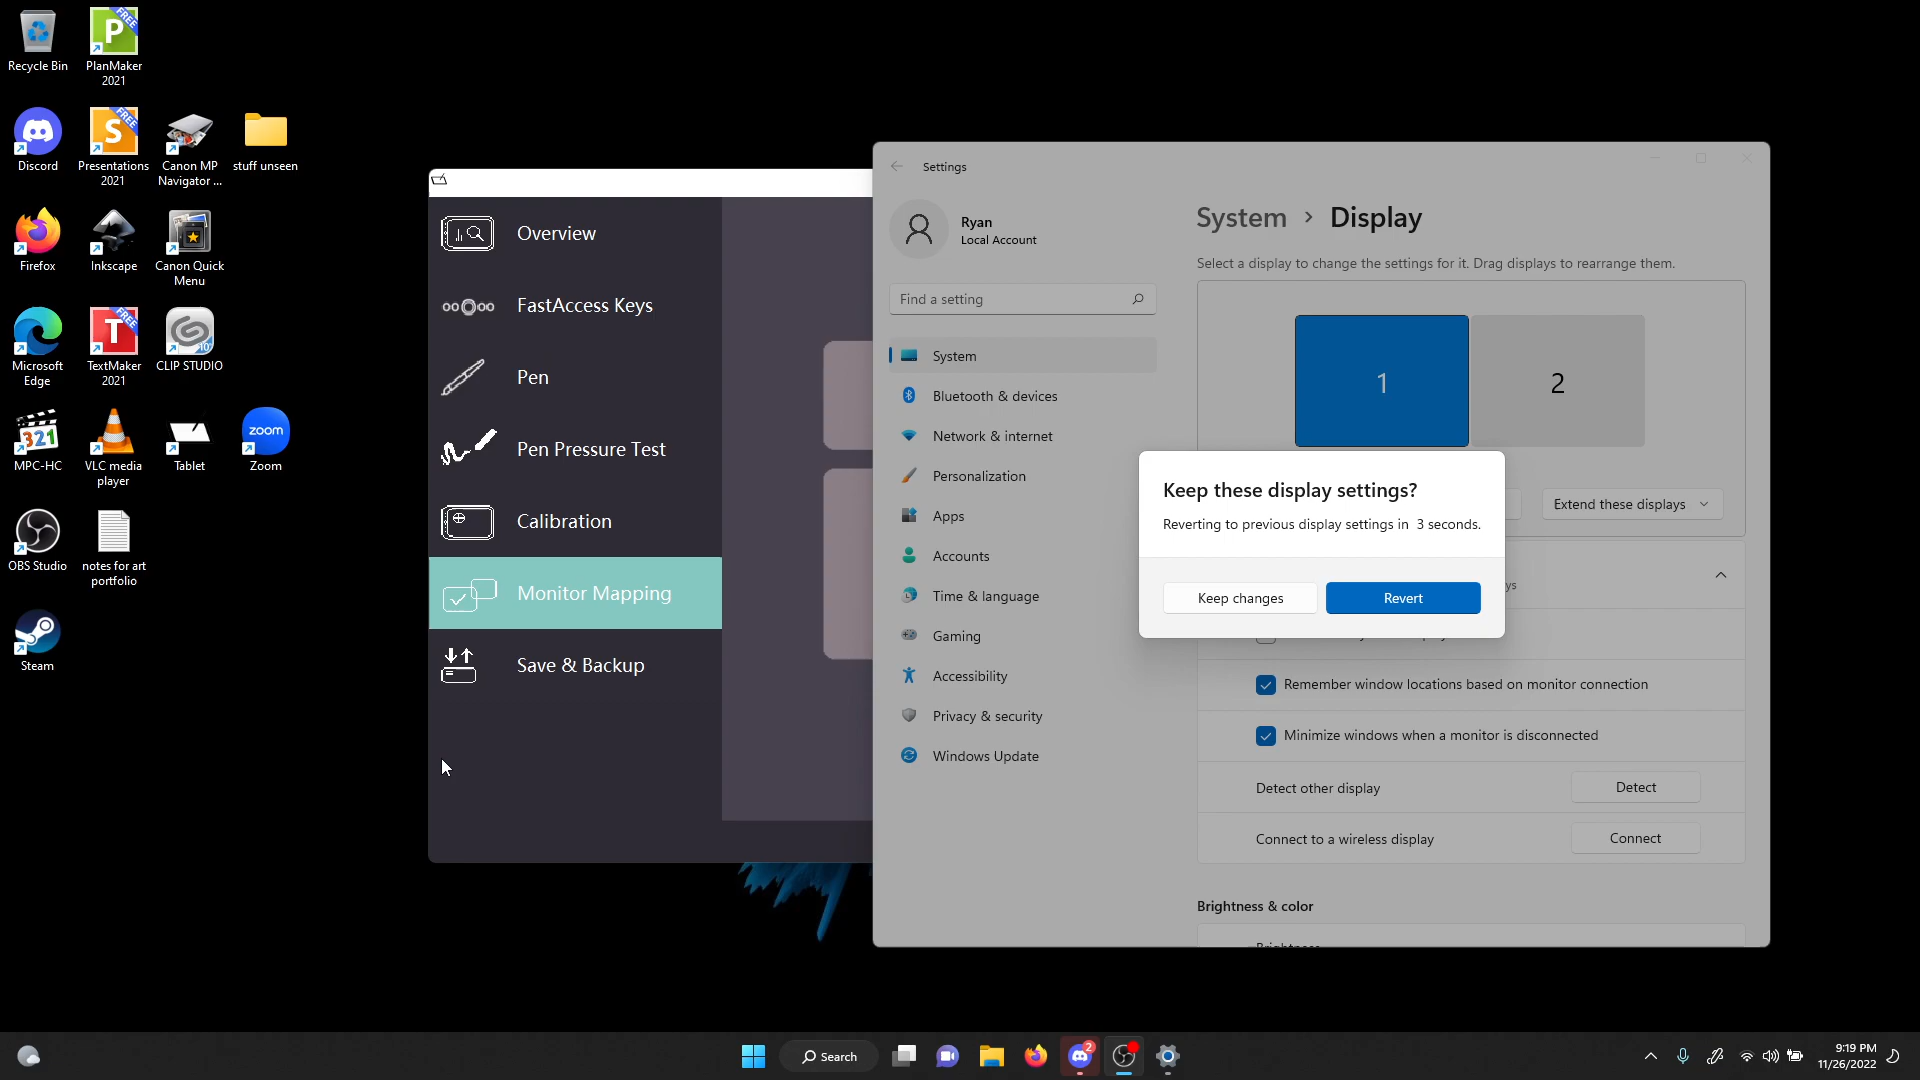 Recycle Bin
PlanMaker
2021
Discord
Presentations
2021
Canon MP
Navigator ...
stuff unseen
Firefox
Inkscape
Canon Quick
Menu
Microsoft
Edge
TextMaker
2021
CLIP STUDIO
MPC-HC
VLC media
player
Tablet
Zoom
OBS Studio
notes for art
portfolio
Steam
Overview
FastAccess Keys
Pen
Pen Pressure Test
Calibration
Monitor Mapping
Save & Backup
Settings
Ryan
Local Account
Find a setting
System
Bluetooth & devices
Network & internet
Personalization
Apps
Accounts
Time & language
Gaming
Accessibility
Privacy & security
Windows Update
System › Display
Select a display to change the settings for it. Drag displays to rearrange them.
1
2
Extend these displays
Keep these display settings?
Reverting to previous display settings in 3 seconds.
Keep changes
Revert
Remember window locations based on monitor connection
Minimize windows when a monitor is disconnected
Detect other display
Detect
Connect to a wireless display
Connect
Brightness & color
Brightness
Search
2
9:19 PM
11/26/2022